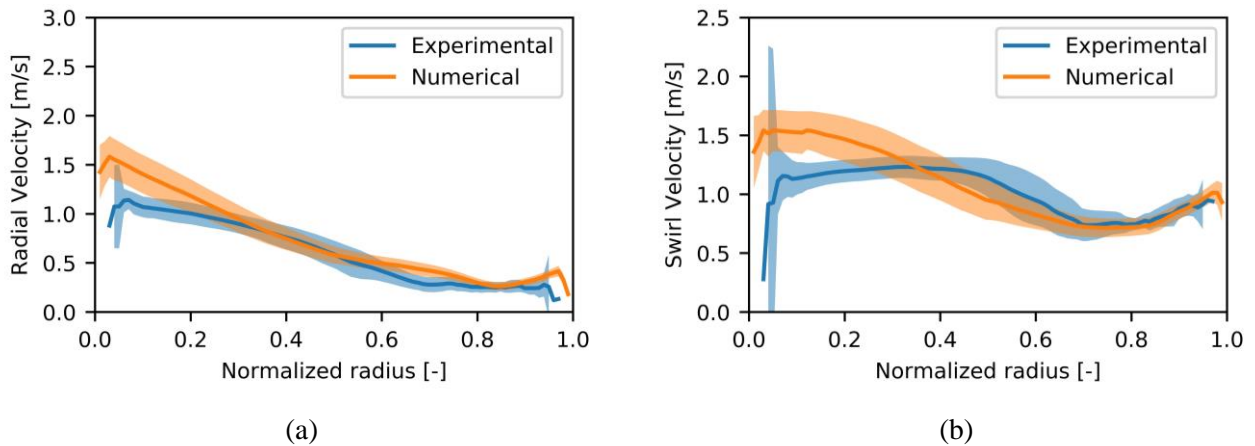 3.0
2.5
2.0
1.5
1.0
0.5
0.0
Radial Velocity [m/s]
Experimental
Numerical
0.0 0.2 0.4 0.6 0.8 1.0
Normalized radius [-]
(a)
2.5
2.0
1.5
1.0
0.5
0.0
Swirl Velocity [m/s]
Experimental
Numerical
0.0 0.2 0.4 0.6 0.8 1.0
Normalized radius [-]
(b)